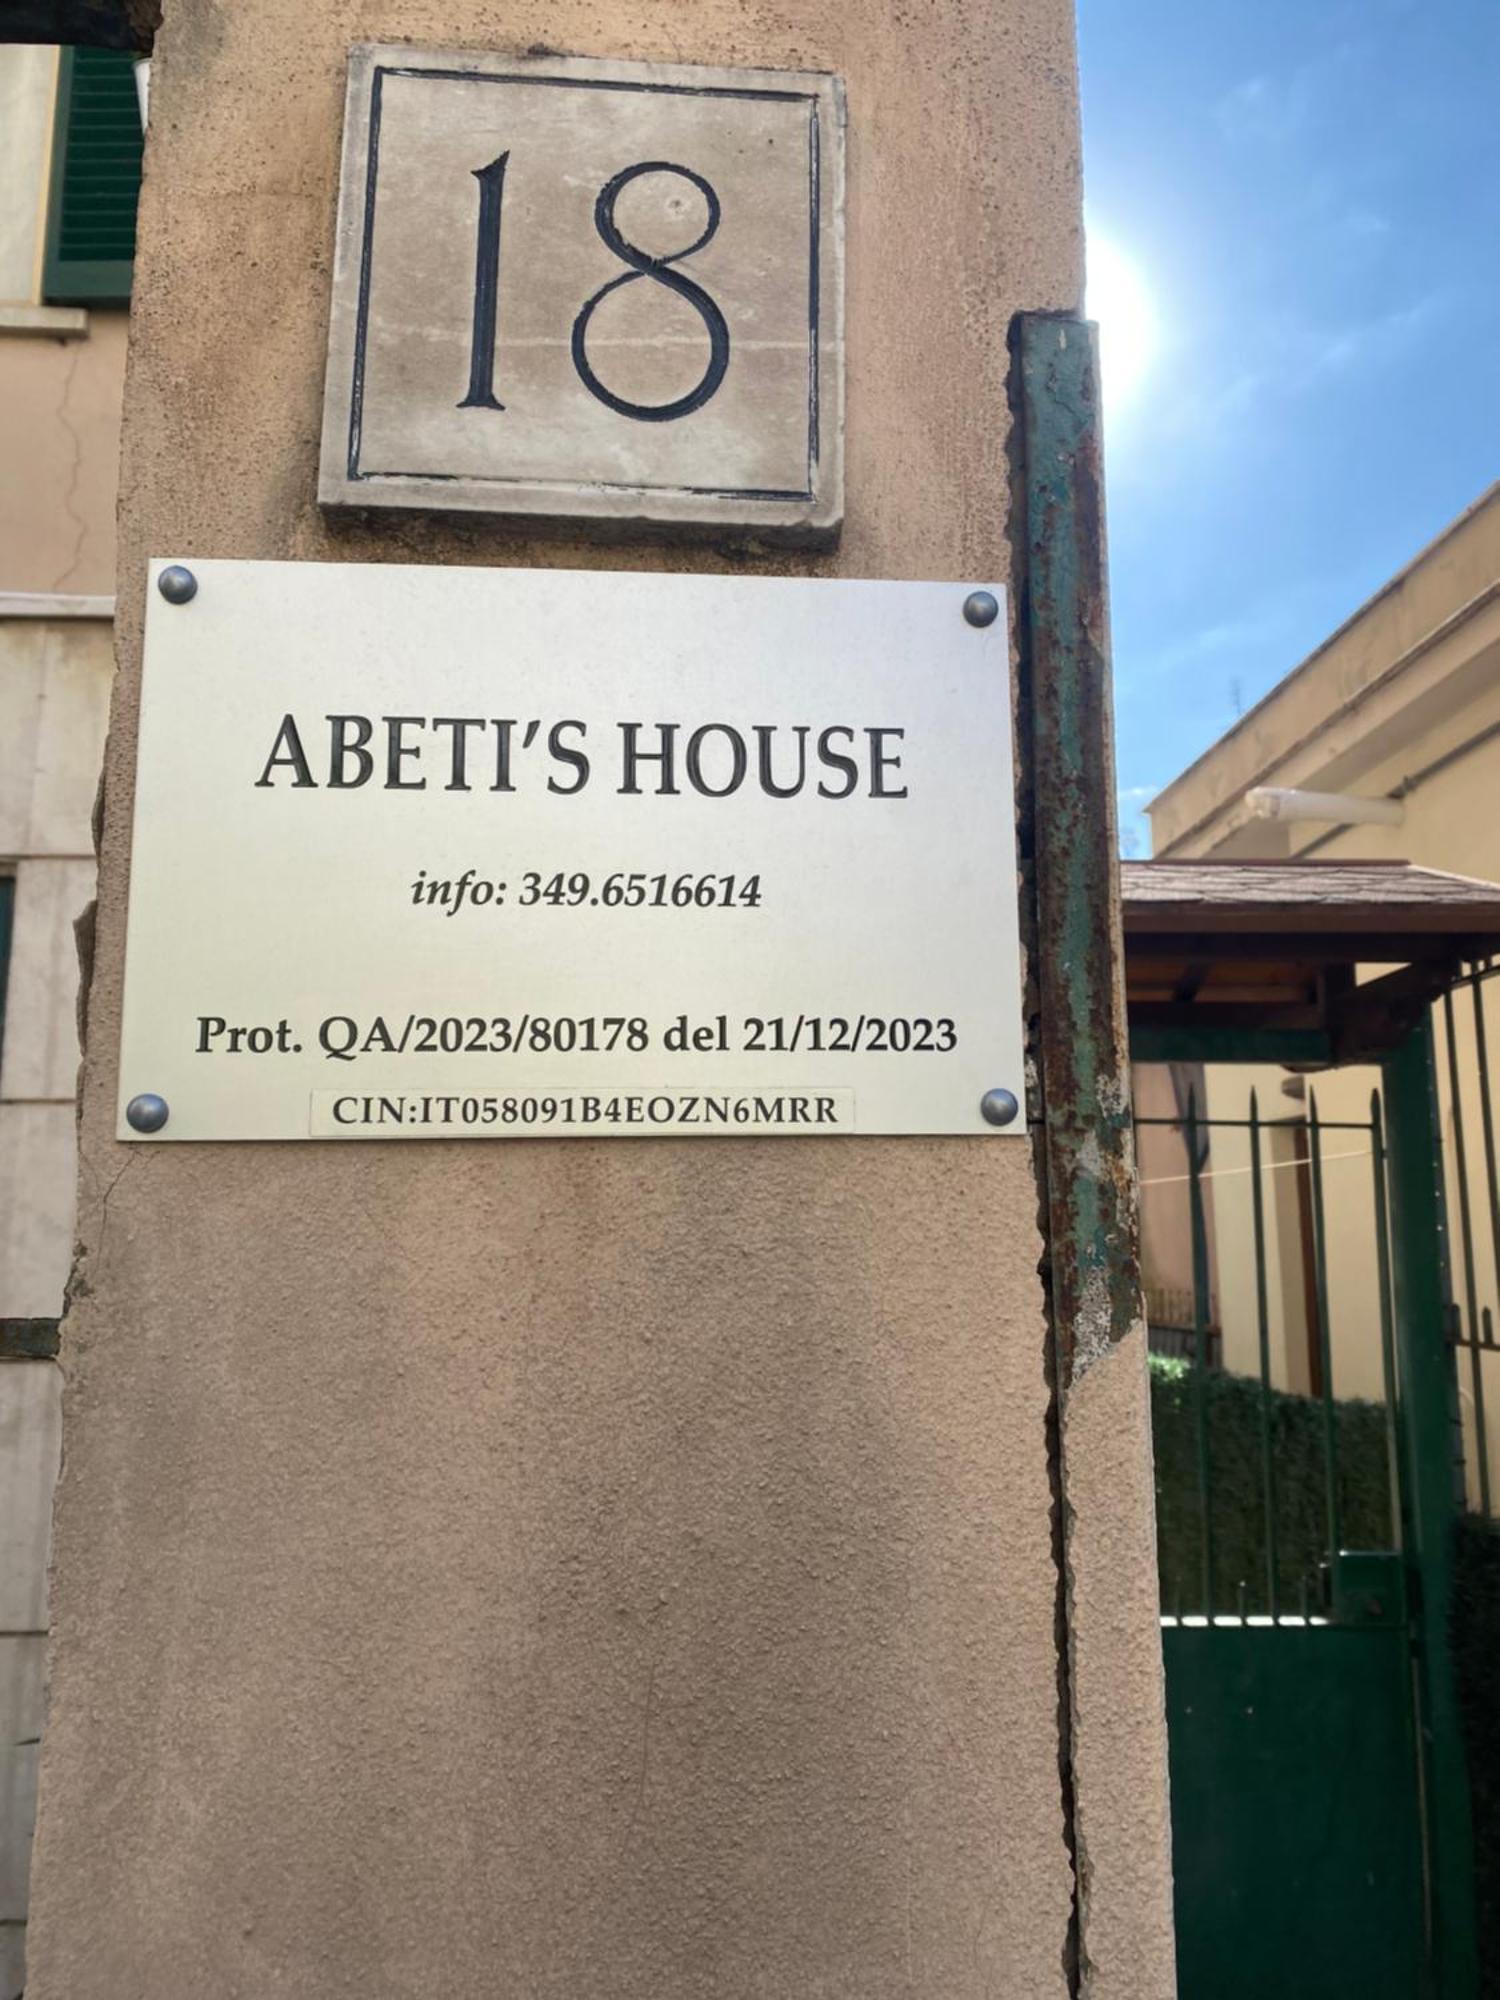 18
ABETI'S HOUSE
info: 349.6516614
Prot. QA/2023/80178 del 21/12/2023
CIN:IT058091B4EOZN6MRR